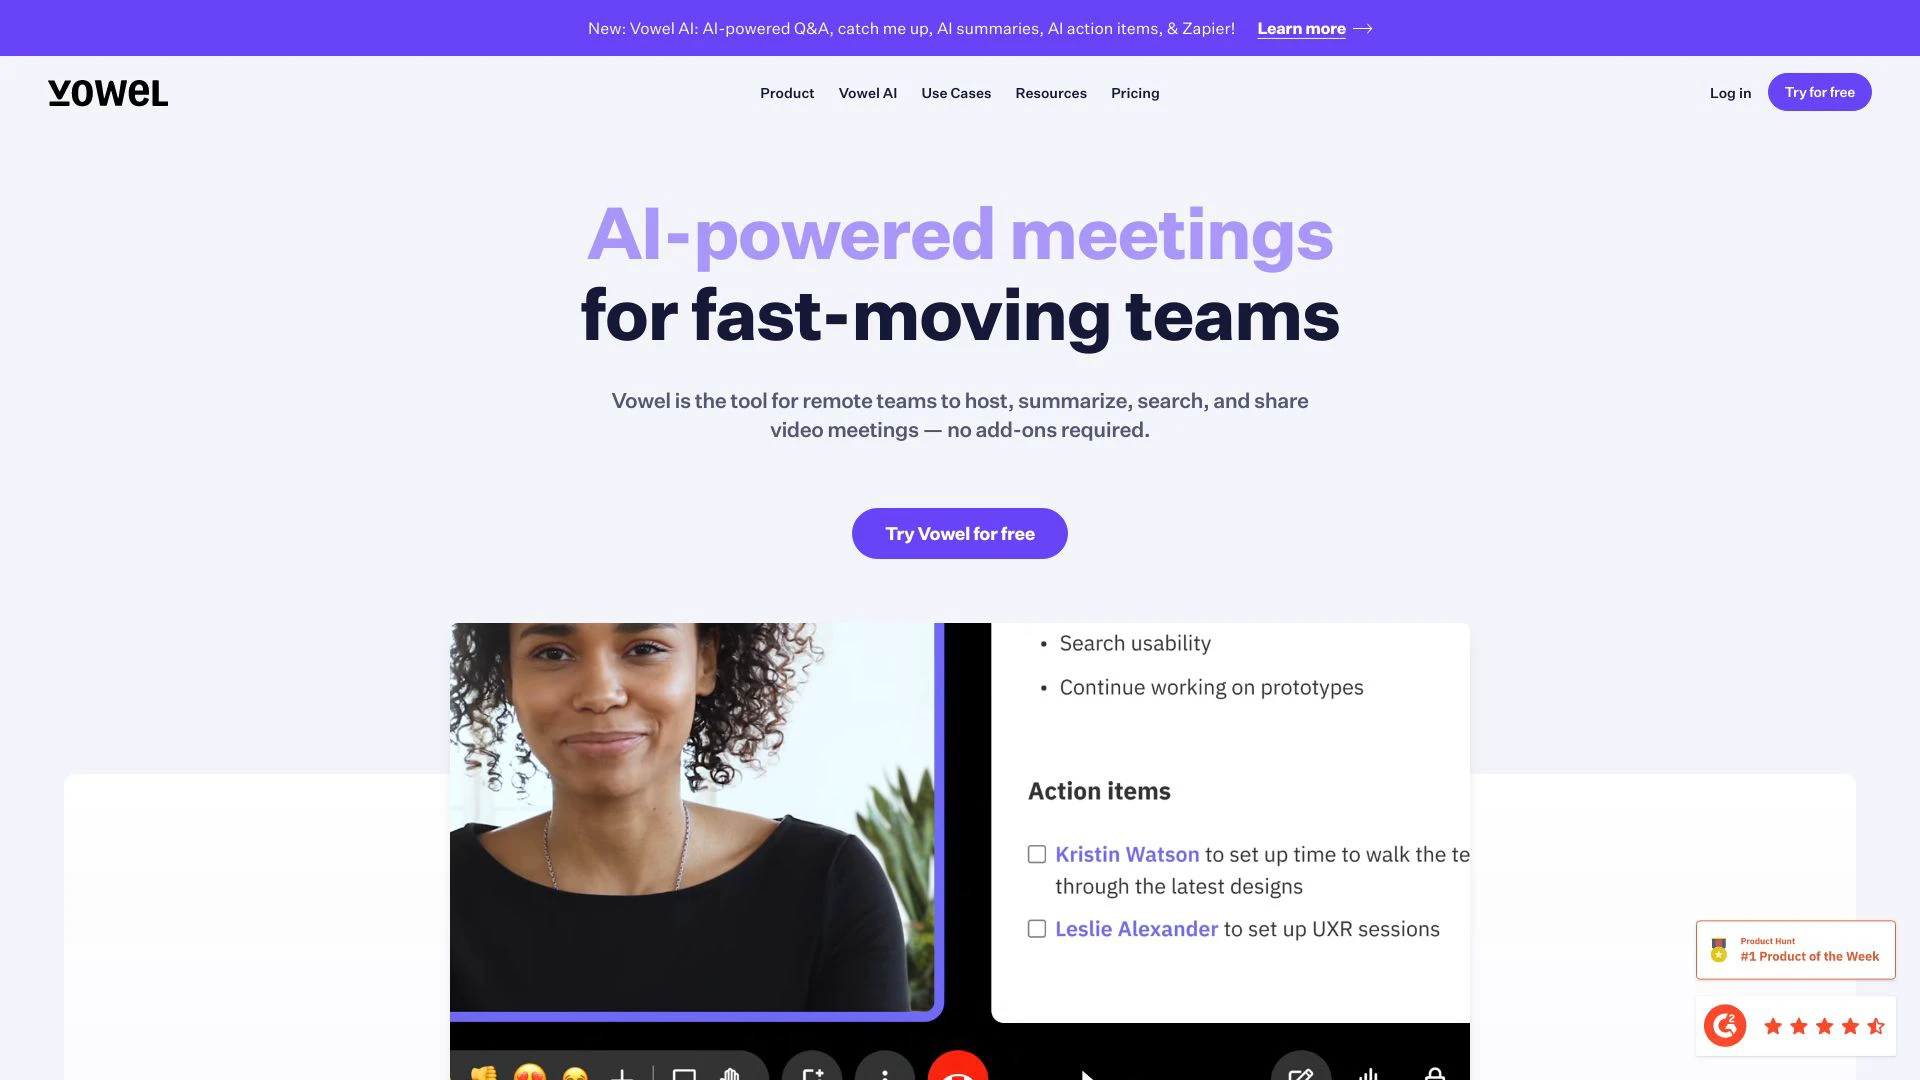 New: Vowel AI: AI-powered Q&A, catch me up, AI summaries, AI action items, & Zapier! Learn more →
vowel
Product Vowel AI Use Cases Resources Pricing Log in Try for free
AI-powered meetings
for fast-moving teams
Vowel is the tool for remote teams to host, summarize, search, and share
video meetings — no add-ons required.
Try Vowel for free
• Search usability
• Continue working on prototypes
Action items
Kristin Watson to set up time to walk the te
through the latest designs
Leslie Alexander to set up UXR sessions
Product Hunt
#1 Product of the Week
G2